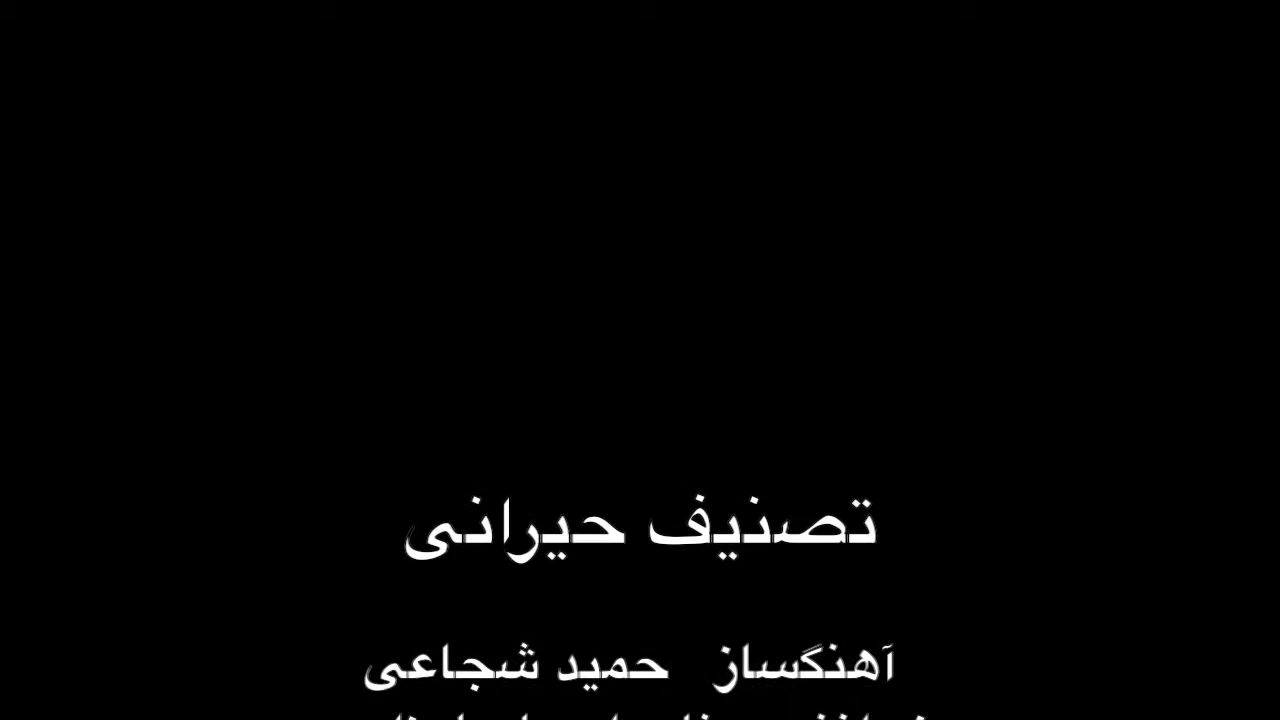 تصنیف حیرانی
آهنگساز حمید شجاعی